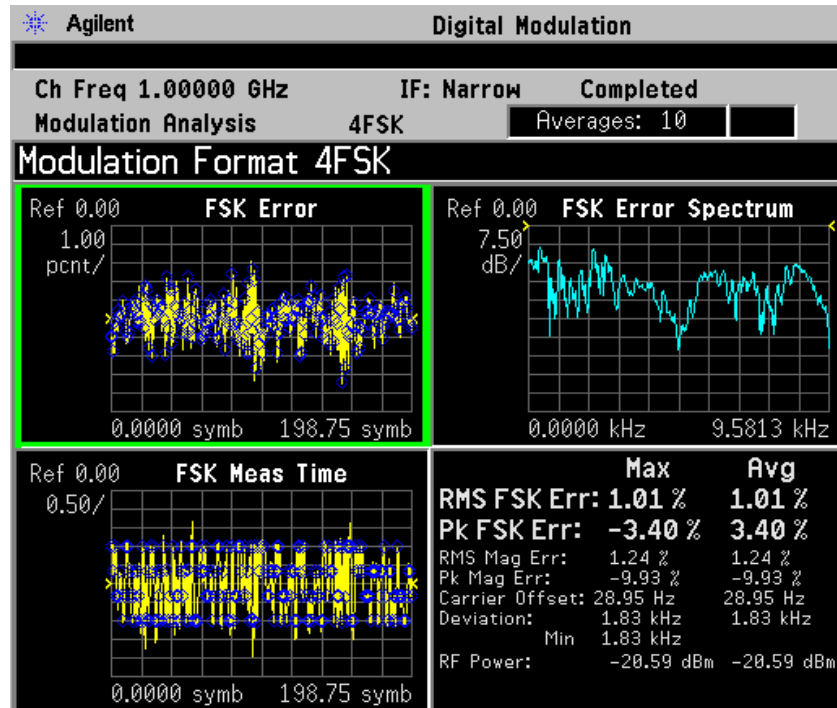 Agilent Digital Modulation
Ch Freq 1.00000 GHz IF: Narrow Completed
Modulation Analysis 4FSK Averages: 10
Modulation Format 4FSK
Ref 0.00 FSK Error
1.00
pcnt/
0.0000 symb 198.75 symb
Ref 0.00 FSK Error Spectrum
7.50
dB/
0.0000 kHz 9.5813 kHz
Ref 0.00 FSK Meas Time
0.50/
0.0000 symb 198.75 symb
Max Avg
RMS FSK Err: 1.01 % 1.01 %
Pk FSK Err: -3.40 % 3.40 %
RMS Mag Err: 1.24 % 1.24 %
Pk Mag Err: -9.93 % -9.93 %
Carrier Offset: 28.95 Hz 28.95 Hz
Deviation: 1.83 kHz 1.83 kHz
Min 1.83 kHz
RF Power: -20.59 dBm -20.59 dBm